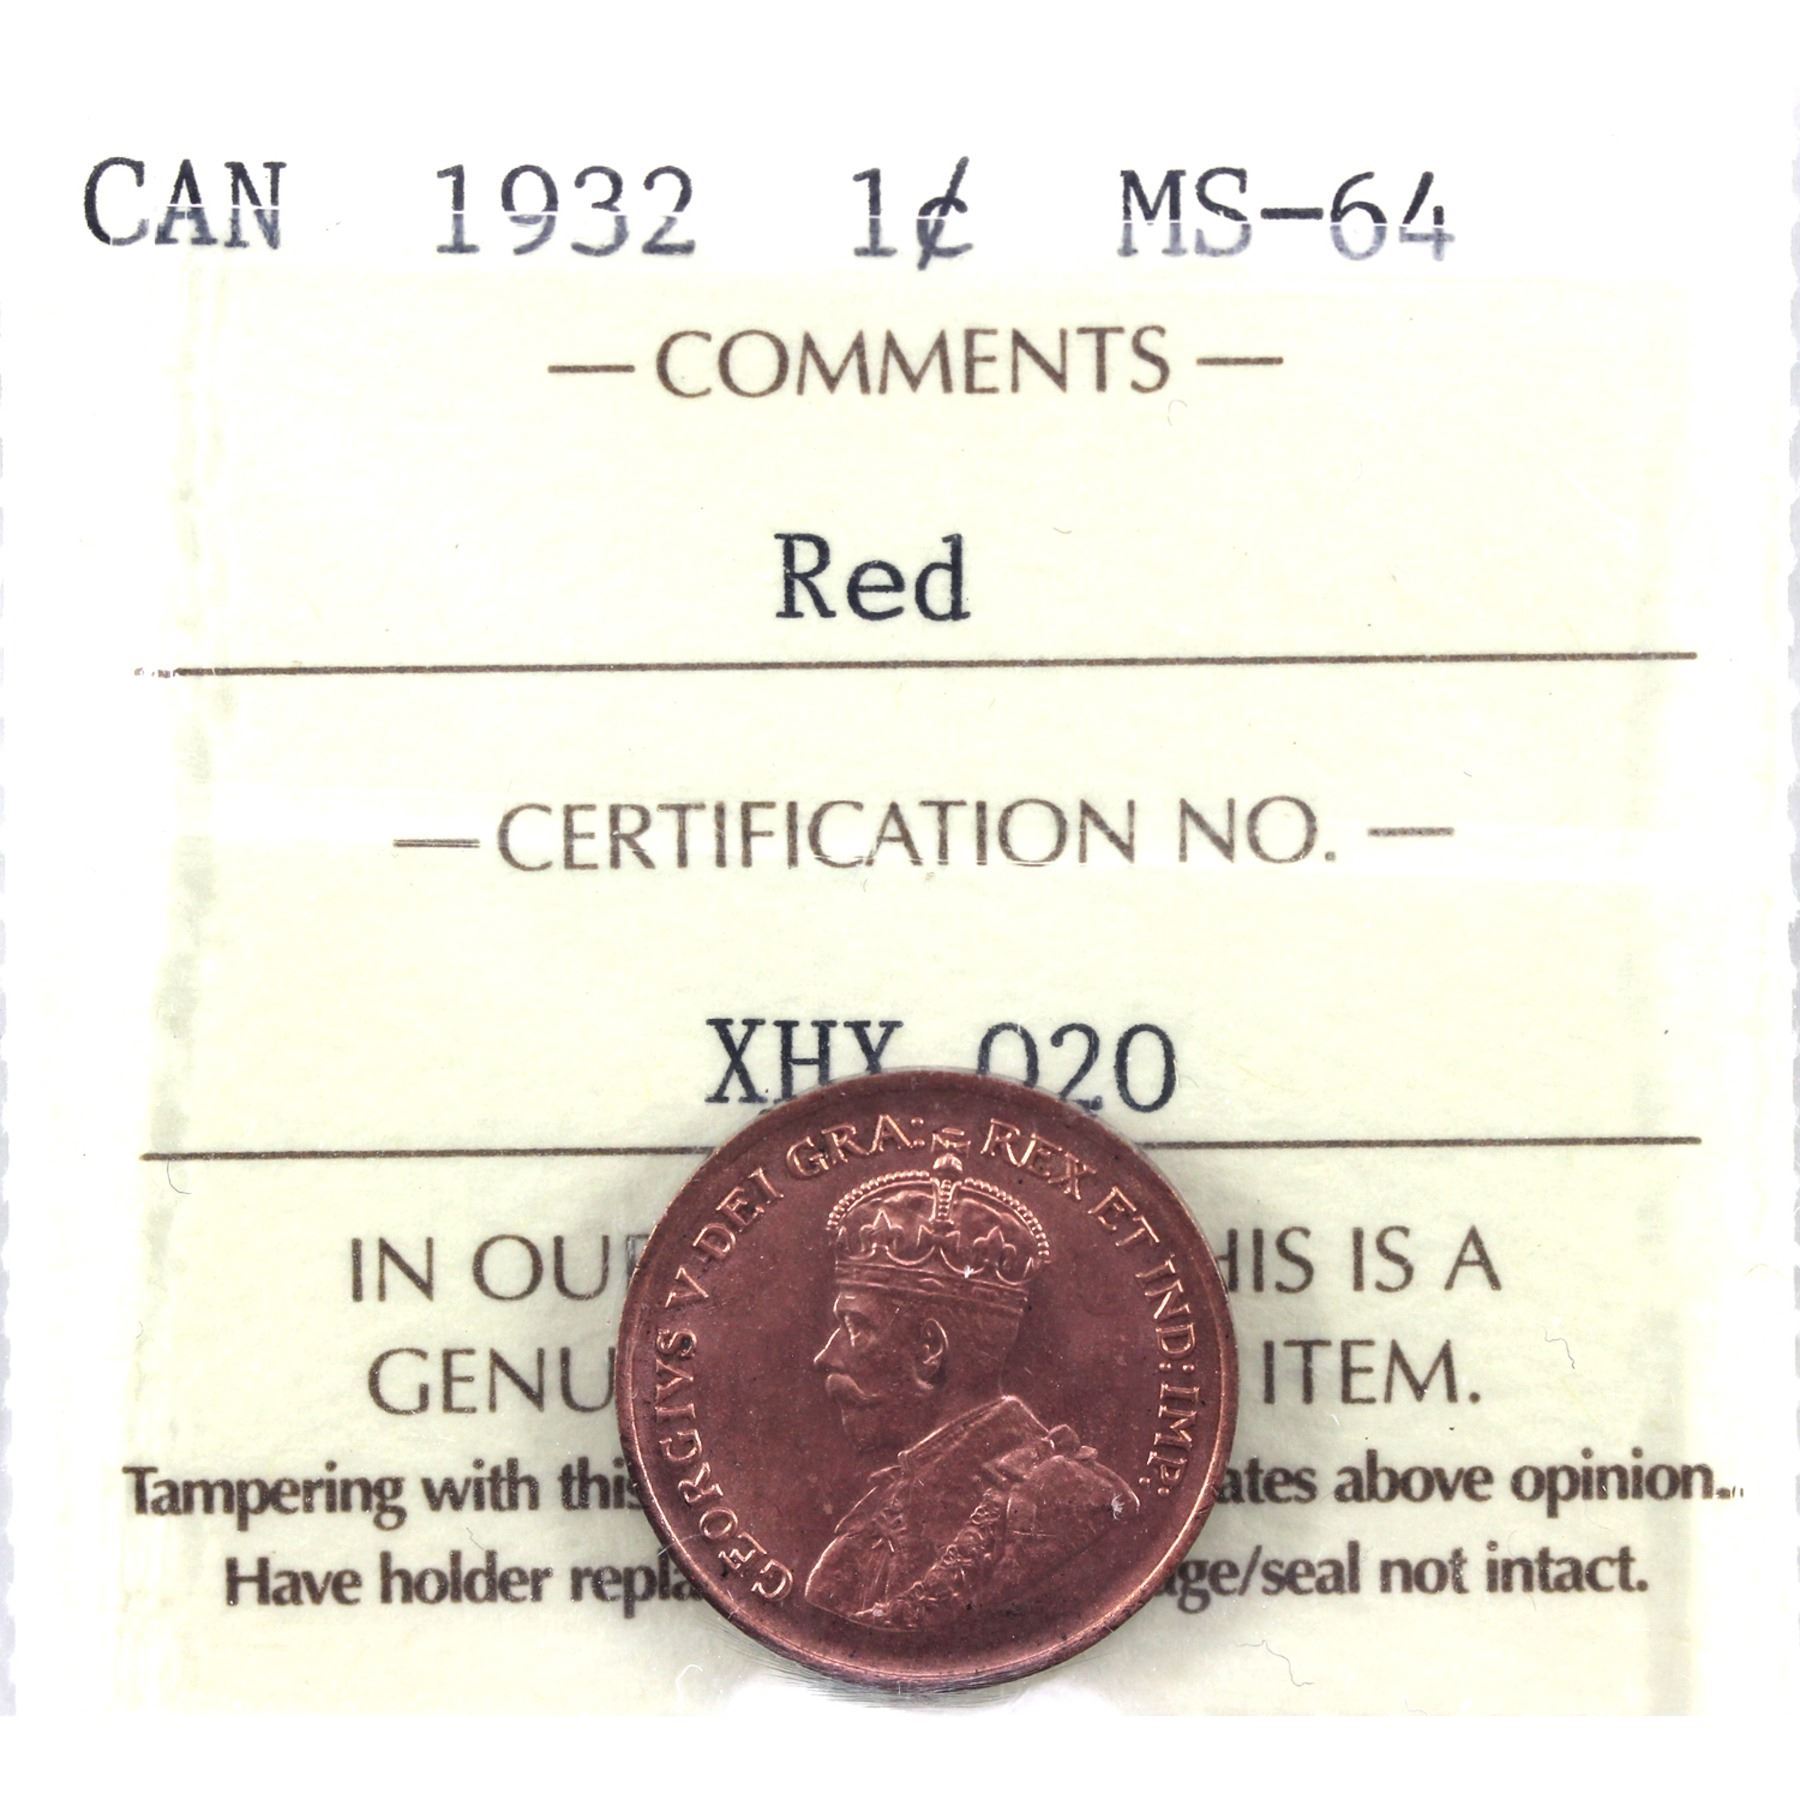 CAN 1932 1¢ MS-64
— COMMENTS —
Red
— CERTIFICATION NO. —
XHX 020
IN OU HIS IS A
GENU ITEM.
Tampering with this ates above opinion.
Have holder repla ge/seal not intact.
GEORGIVS V DEI GRA: REX ET IND: IMP: